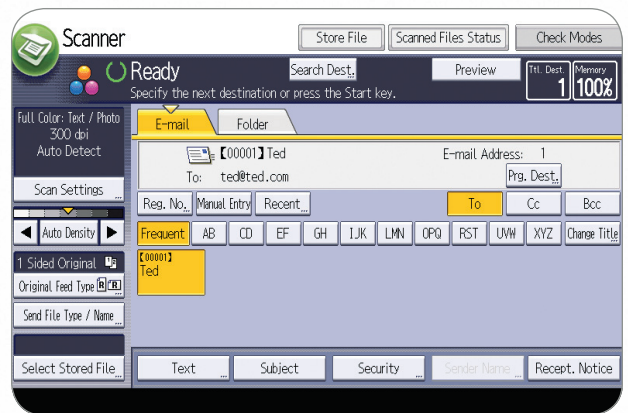 Scanner
Store File
Scanned Files Status
Check Modes
Ready
Search Dest.
Preview
Ttl. Dest.
1
Memory
100%
Specify the next destination or press the Start key.
Full Color: Text / Photo
300 dpi
Auto Detect
Scan Settings
Auto Density
1 Sided Original
Original Feed Type R R
Send File Type / Name
Select Stored File
E-mail
Folder
【00001】Ted
E-mail Address: 1
To: ted@ted.com
Prg. Dest.
Reg. No.
Manual Entry
Recent
To
Cc
Bcc
Frequent
AB
CD
EF
GH
IJK
LMN
OPQ
RST
UVW
XYZ
Change Title
【00001】
Ted
Text
Subject
Security
Sender Name
Recept. Notice